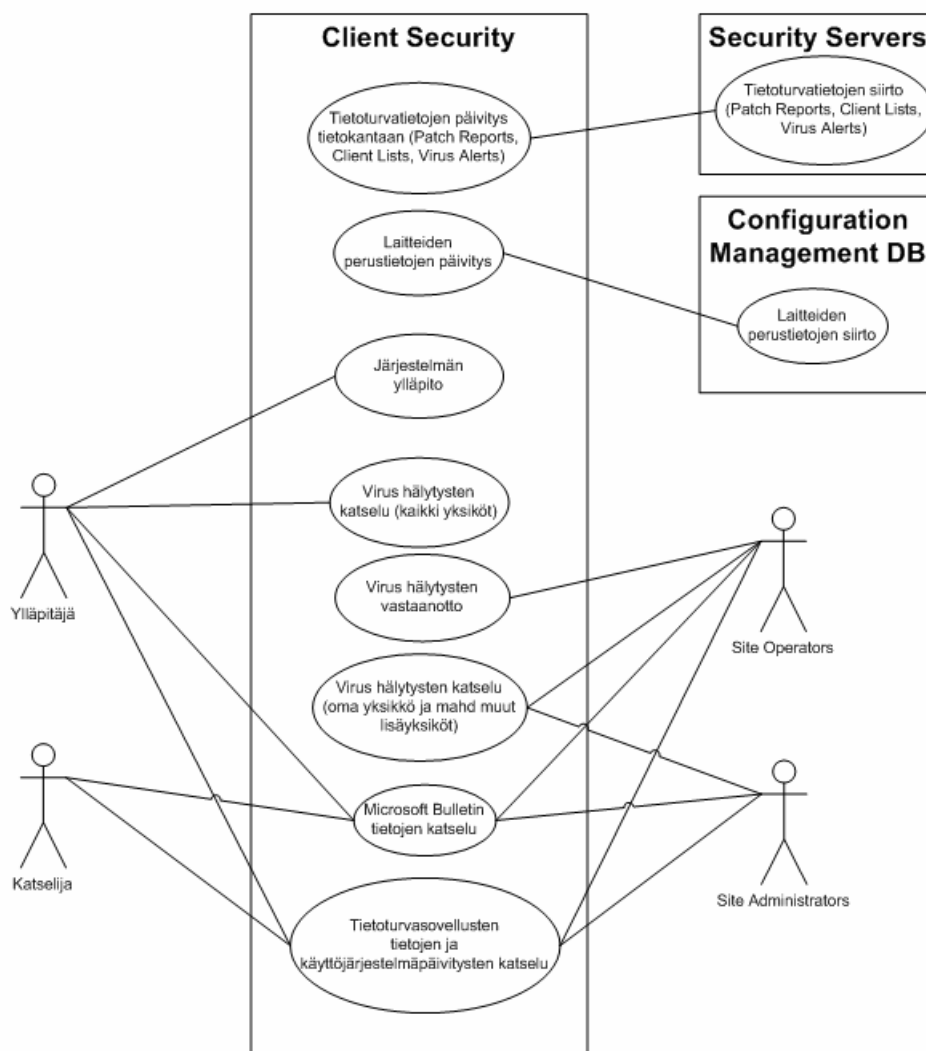 Client Security
Tietoturvatietojen päivitys
tietokantaan (Patch Reports,
Client Lists, Virus Alerts)
Laitteiden
perustietojen päivitys
Järjestelmän
ylläpito
Virus hälytysten
katselu (kaikki yksiköt)
Virus hälytysten
vastaanotto
Virus hälytysten katselu
(oma yksikkö ja mahd muut
lisäyksiköt)
Microsoft Bulletin
tietojen katselu
Tietoturvasovellusten
tietojen ja
käyttöjärjestelmäpäivitysten katselu
Security Servers
Tietoturvatietojen siirto
(Patch Reports, Client Lists,
Virus Alerts)
Configuration
Management DB
Laitteiden
perustietojen siirto
Ylläpitäjä
Katselija
Site Operators
Site Administrators